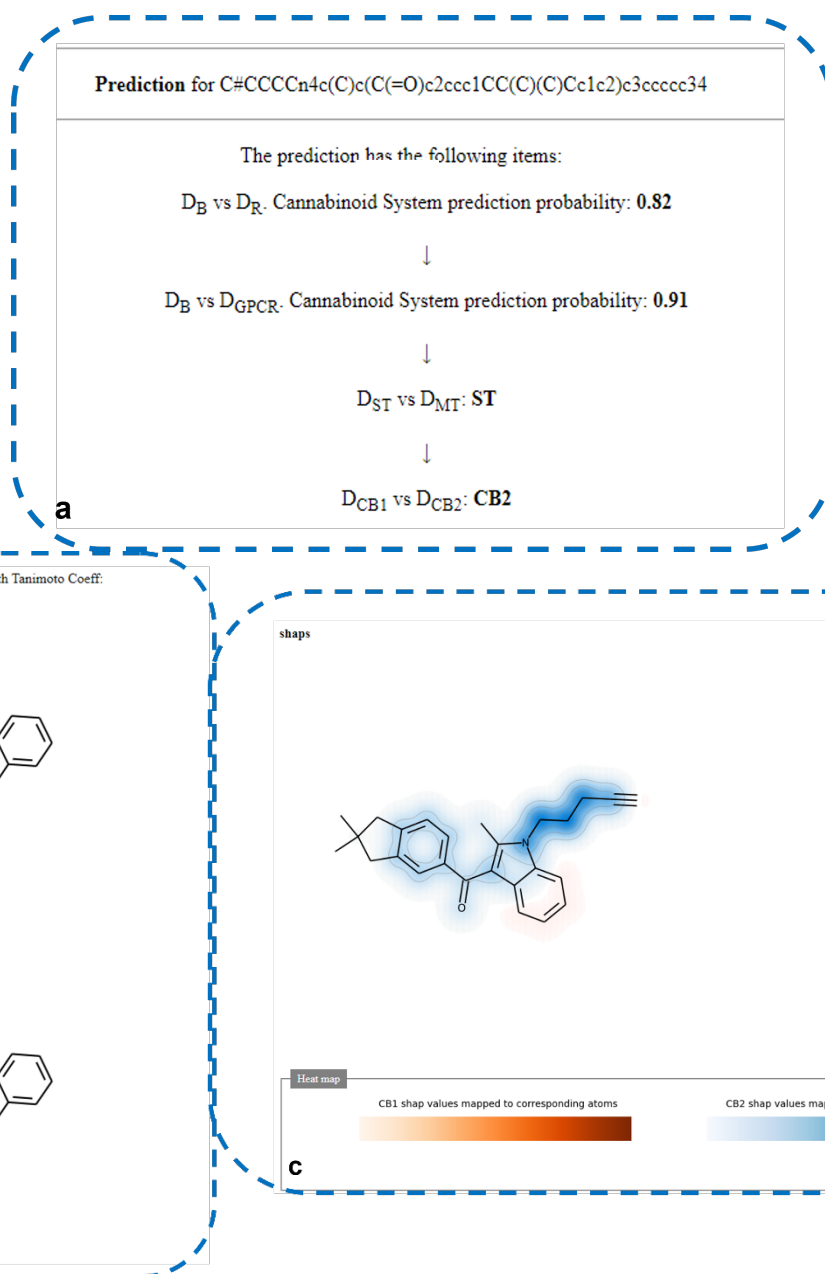 Prediction for C#CCCCn4c(C)c(C(=O)c2ccc1CC(C)(C)Cc1c2)c3ccccc34
The prediction has the following items:
DB vs DR. Cannabinoid System prediction probability: 0.82
↓
DB vs DGPCR. Cannabinoid System prediction probability: 0.91
↓
DST vs DMT: ST
↓
DCB1 vs DCB2: CB2
a
h Tanimoto Coeff:
shaps
N
O
Heat map
CB1 shap values mapped to corresponding atoms
CB2 shap values ma
c